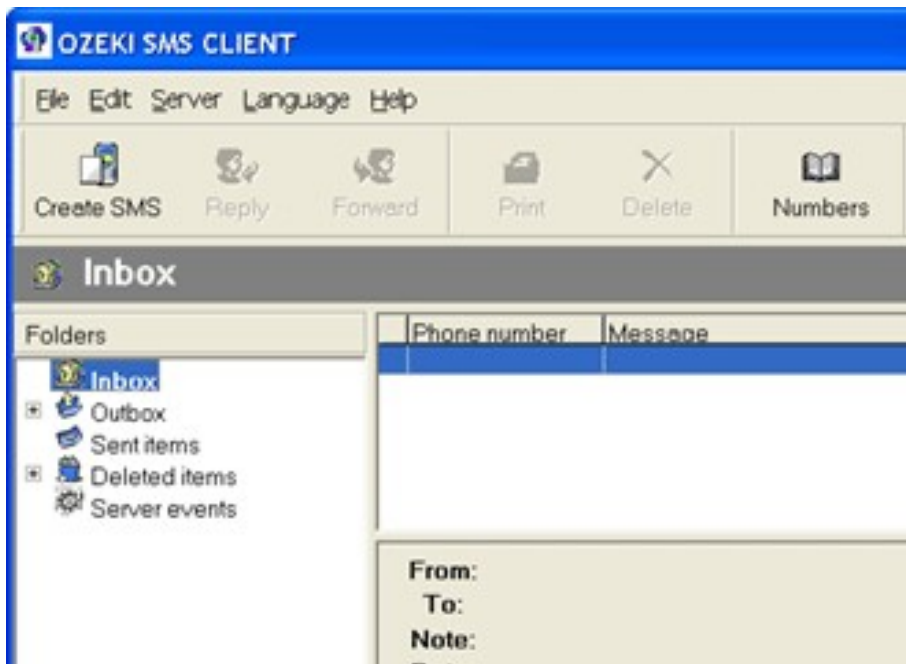 OZEKI SMS CLIENT
File Edit Server Language Help
Create SMS Reply Forward Print Delete Numbers
Inbox
Folders
Phone number Message
Inbox
Outbox
Sent items
Deleted items
Server events
From:
To:
Note: